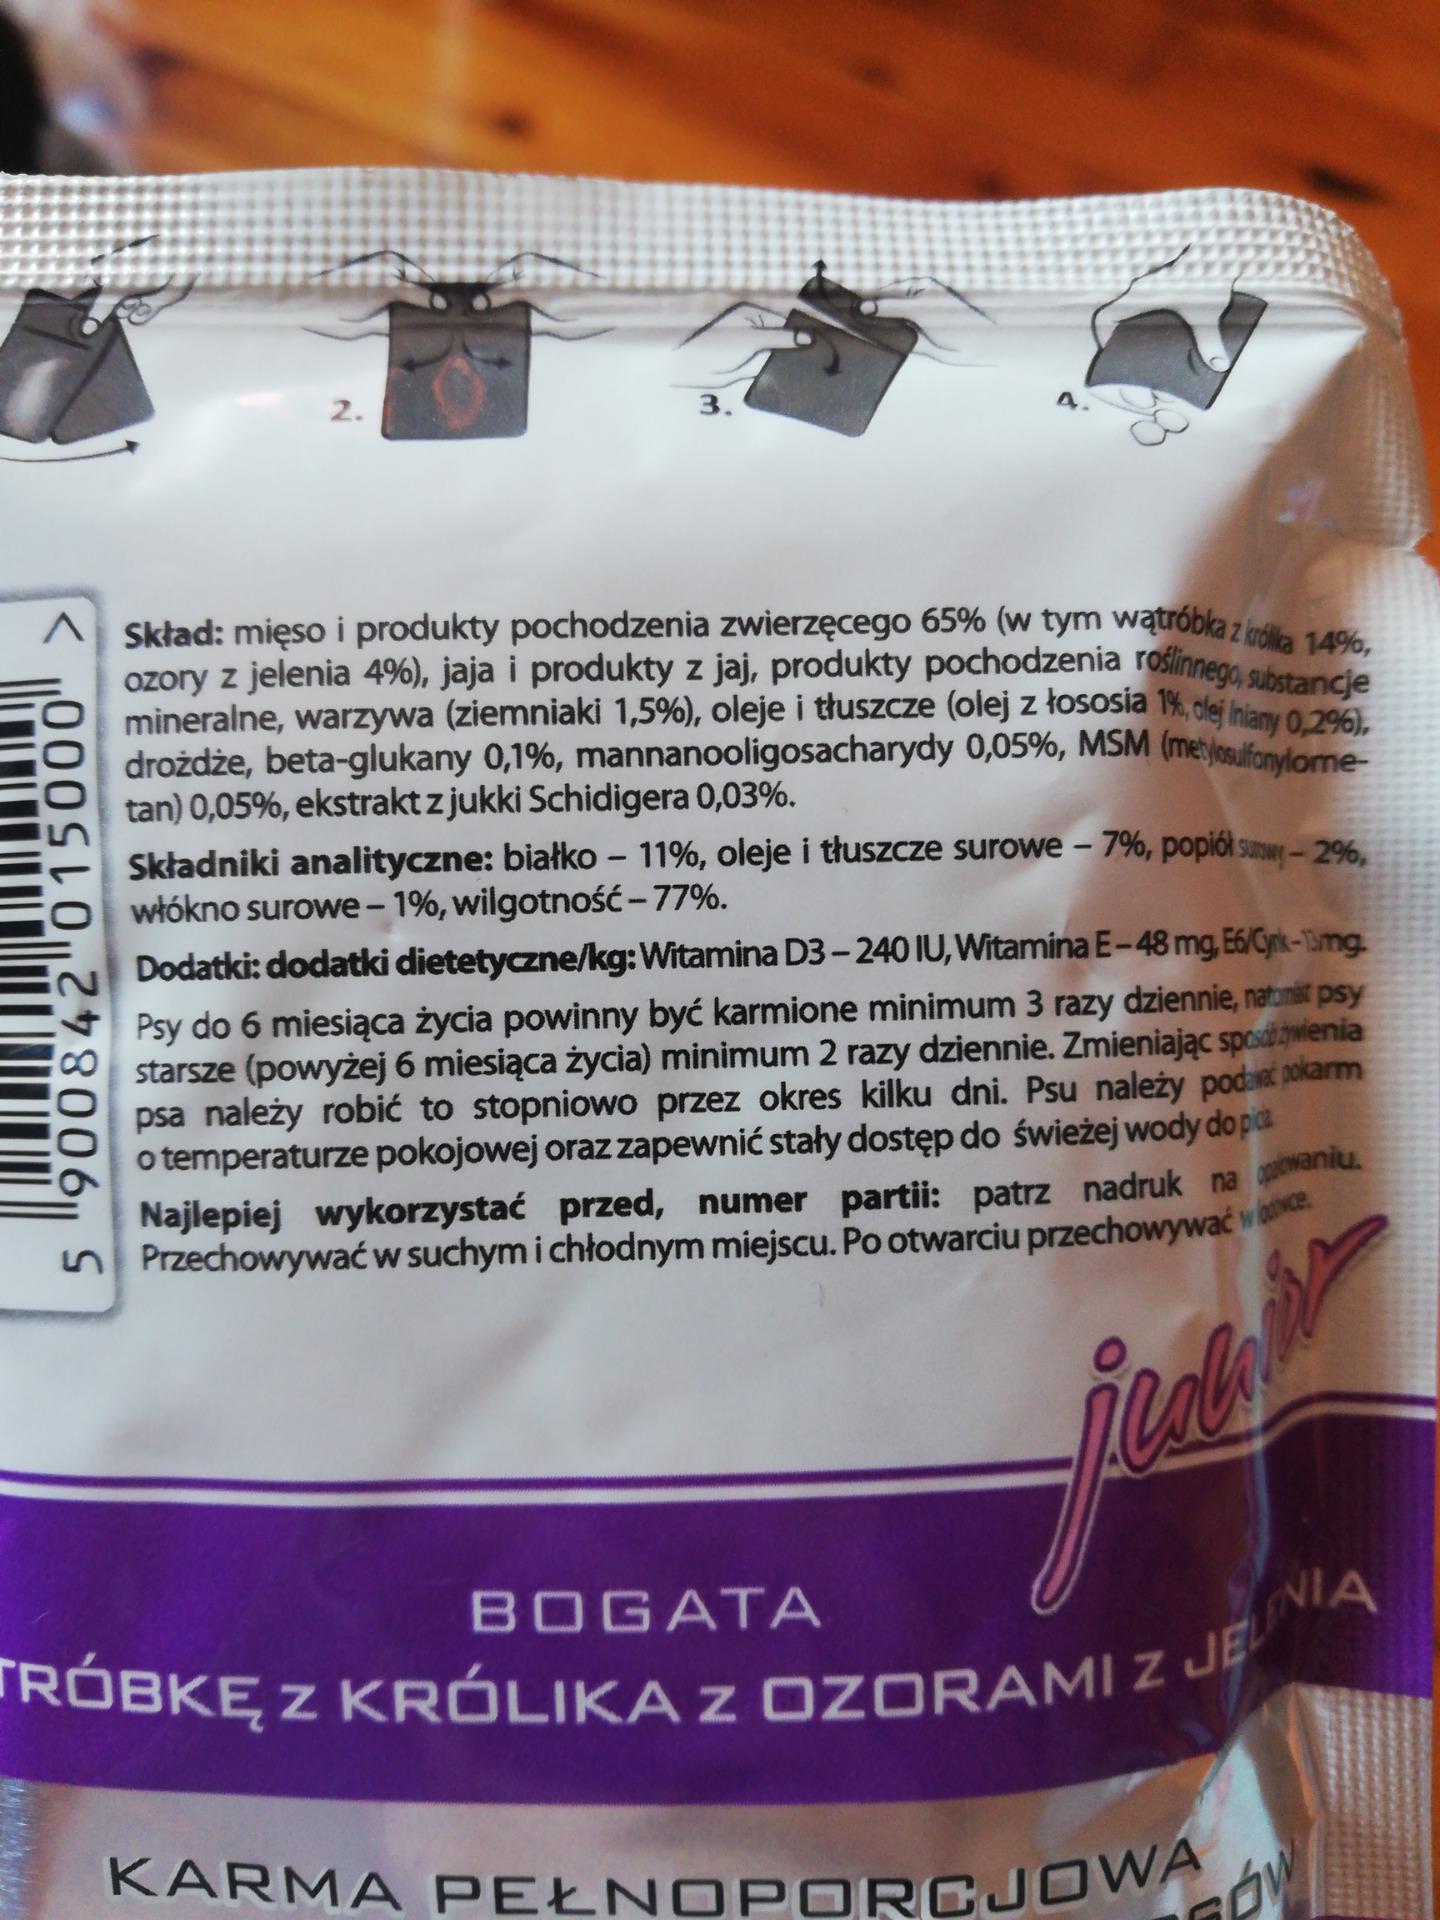 2.
3.
4.
Skład: mięso i produkty pochodzenia zwierzęcego 65% (w tym wątróbka z królika 14%,
ozory z jelenia 4%), jaja i produkty z jaj, produkty pochodzenia roślinnego, substancje
mineralne, warzywa (ziemniaki 1,5%), oleje i tłuszcze (olej z łososia 1%, olej lniany 0,2%),
drożdże, beta-glukany 0,1%, mannanooligosacharydy 0,05%, MSM (metylosulfonylome-
tan) 0,05%, ekstrakt z jukki Schidigera 0,03%.
Składniki analityczne: białko – 11%, oleje i tłuszcze surowe – 7%, popiół surowy – 2%,
włókno surowe – 1%, wilgotność – 77%.
Dodatki: dodatki dietetyczne/kg: Witamina D3 – 240 IU, Witamina E – 48 mg, E6/Cynk -
Psy do 6 miesiąca życia powinny być karmione minimum 3 razy dziennie, natomiast psy
starsze (powyżej 6 miesiąca życia) minimum 2 razy dziennie. Zmieniając sposób żywienia
psa należy robić to stopniowo przez okres kilku dni. Psu należy podawać pokarm
o temperaturze pokojowej oraz zapewnić stały dostęp do świeżej wody do picia.
Najlepiej wykorzystać przed, numer partii: patrz nadruk na opakowaniu.
Przechowywać w suchym i chłodnym miejscu. Po otwarciu przechowywać w lodówce.
5 900842 015000 >
junior
BOGATA
TRÓBKĘ z KRÓLIKA z OZORAMI z JELENIA
KARMA PEŁNOPORCJOWA